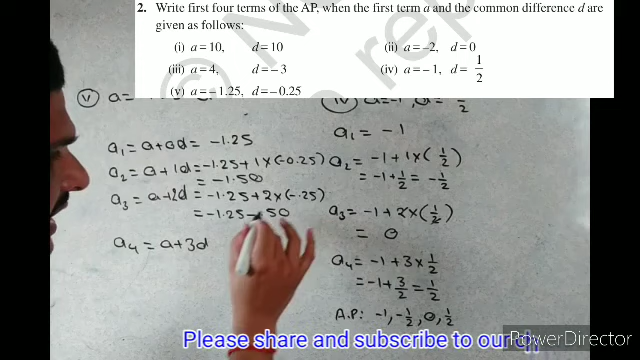 2. Write first four terms of the AP, when the first term a and the common difference d are
given as follows:
(i) a = 10, d = 10
(ii) a = –2, d = 0
(iii) a = 4, d = – 3
(iv) a = – 1, d = 1/2
(v) a = – 1.25, d = – 0.25
(v) a=
a₁ = a+0d = -1.25
a₂ = a+1d = -1.25+1×(-0.25)
= -1.50
a₃ = a+2d = -1.25+2×(-.25)
= -1.25-.50
a₄ = a+3d
(iv) a=-1, d= 1/2
a₁ = -1
a₂ = -1+1×(1/2)
= -1+1/2 = -1/2
a₃ = -1+2×(1/2)
= 0
a₄ = -1+3×1/2
= -1+3/2 = 1/2
A.P: -1, -1/2, 0, 1/2
Please share and subscribe to our ch
PowerDirector